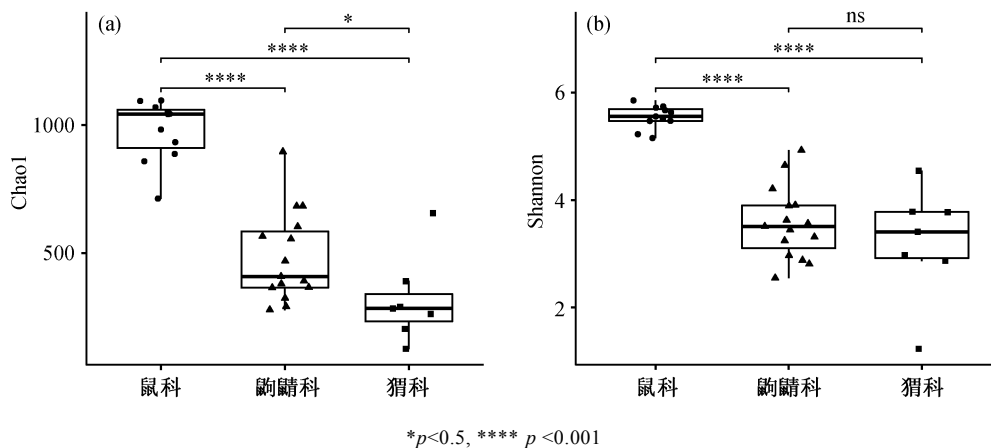 (a)
*
****
****
1000
500
Chao1
鼠科
鼩鼱科
猬科
(b)
ns
****
****
6
4
2
Shannon
鼠科
鼩鼱科
猬科
*p<0.5, **** p <0.001